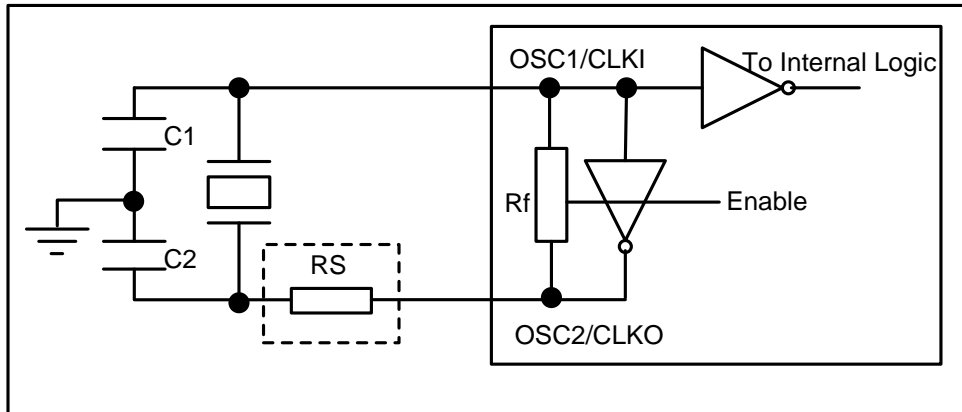 OSC1/CLKI
To Internal Logic
C1
Rf
Enable
C2
RS
OSC2/CLKO